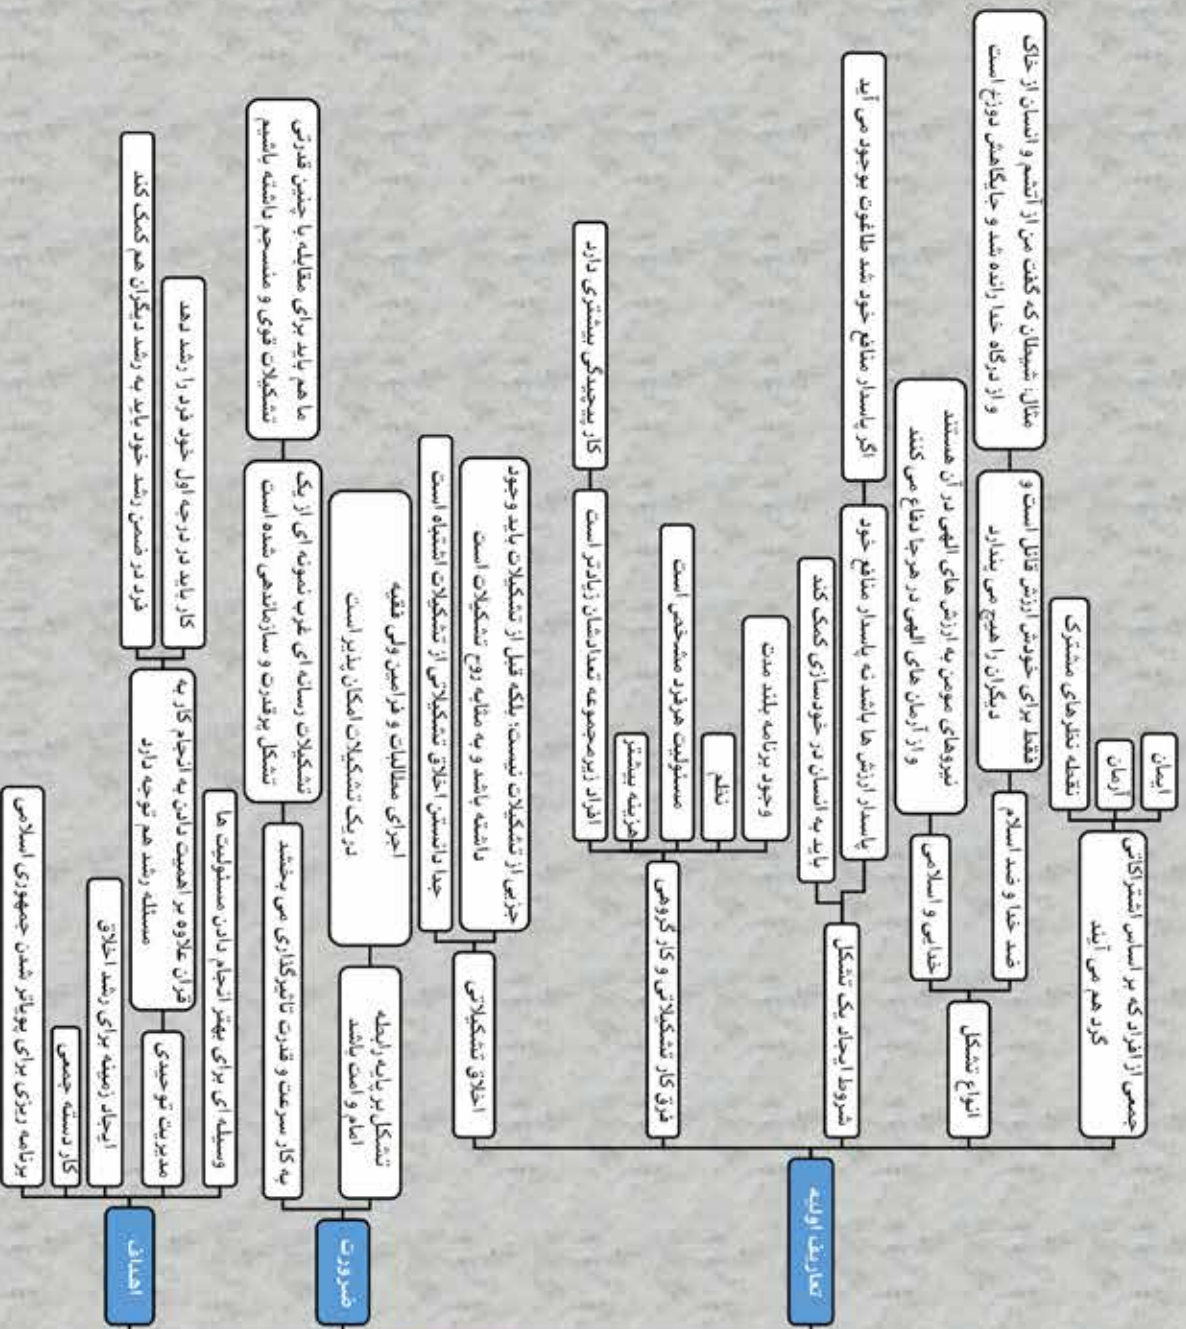 تعاریف اولیه
جمعی از افراد که بر اساس اشتراکاتی
گرد هم می آیند
ایمان
آرمان
نقطه نظرهای مشترک
انواع تشکل
ضد خدا و ضد اسلام
فقط برای خودش ارزش قائل است و
دیگران را هیچ می پندارد
مثال: شیطان که گفت من از آتشم و انسان از خاک
و از درگاه خدا رانده شد و جایگاهش دوزخ است
خدایی و اسلامی
نیروهای مومن به ارزش های الهی در آن هستند
و از آرمان های الهی در هرجا دفاع می کنند
شروط ایجاد یک تشکل
پاسدار ارزش ها باشد نه پاسدار منافع خود
اگر پاسدار منافع خود شد طاغوت بوجود می آید
باید به انسان در خودسازی کمک کند
فرق کار تشکیلاتی و کار گروهی
وجود برنامه بلند مدت
نظم
مسئولیت هرفرد مشخص است
هزینه بیشتر
افراد زیرمجموعه تعدادشان زیادتر است
کار پیچیدگی بیشتری دارد
اخلاق تشکیلاتی
جزیی از تشکیلات نیست؛ بلکه قبل از تشکیلات باید وجود
داشته باشد و به مثابه روح تشکیلات است
جدا دانستن اخلاق تشکیلاتی از تشکیلات اشتباه است
ضرورت
تشکل بر پایه رابطه
امام و امت باشد
اجرای مطالبات و فرامین ولی فقیه
در یک تشکیلات امکان پذیر است
به کار سرعت و قدرت تاثیرگذاری می بخشد
تشکیلات رسانه ای غرب نمونه ای از یک
تشکل پرقدرت و سازماندهی شده است
ما هم باید برای مقابله با چنین قدرتی
تشکیلات قوی و منسجم داشته باشیم
اهداف
وسیله ای برای بهتر انجام دادن مسئولیت ها
مدیریت توحیدی
قران علاوه بر اهمیت دادن به انجام کار به
مسئله رشد هم توجه دارد
کار باید در درجه اول خود فرد را رشد دهد
فرد در ضمن رشد خود باید به رشد دیگران هم کمک کند
ایجاد زمینه برای رشد اخلاق
کار دسته جمعی
برنامه ریزی برای پویاتر شدن جمهوری اسلامی